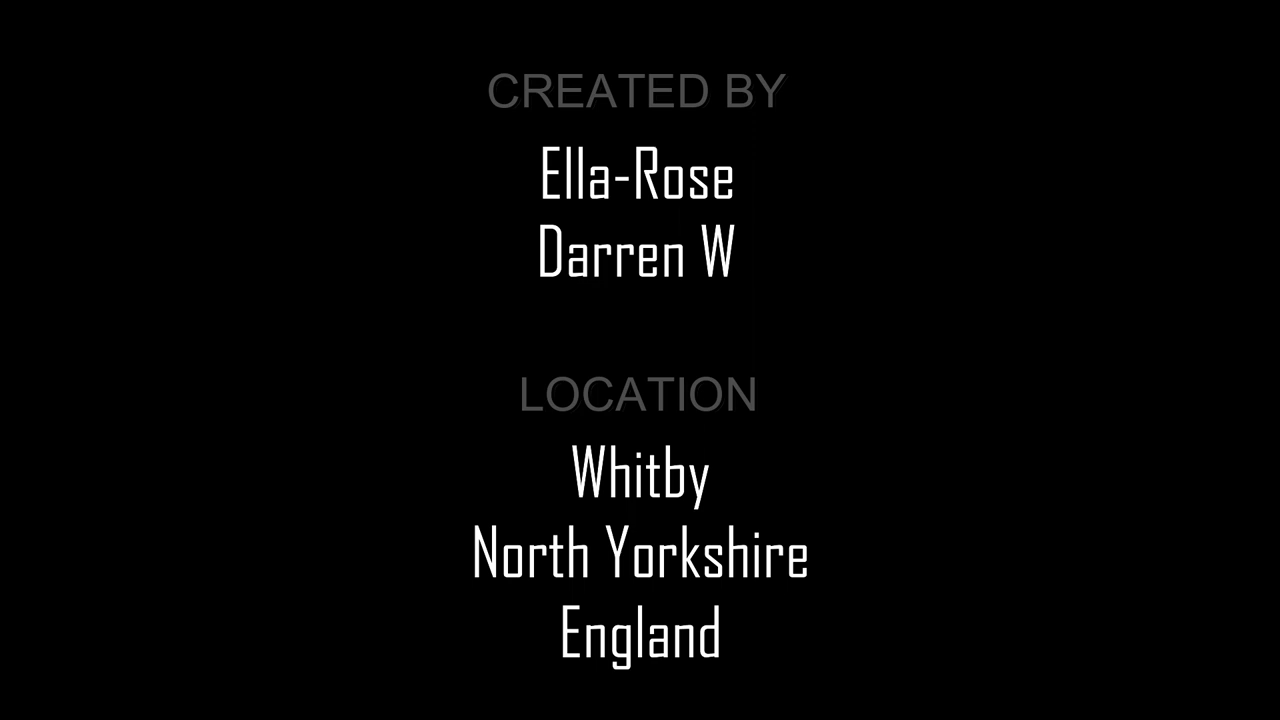 CREATED BY
Ella-Rose
Darren W
LOCATION
Whitby
North Yorkshire
England